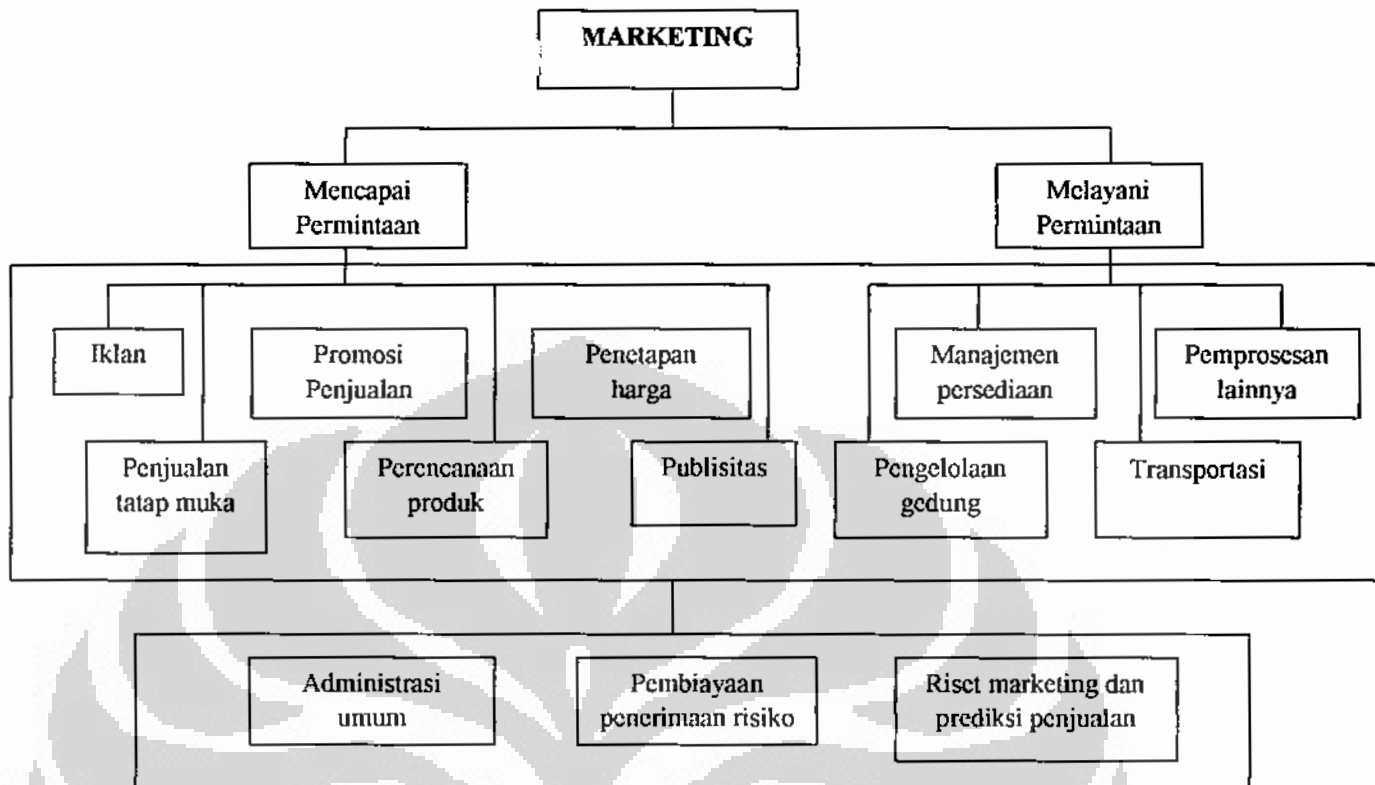 MARKETING
Mencapai
Permintaan
Melayani
Permintaan
Iklan
Promosi
Penjualan
Penetapan
harga
Manajemen
persediaan
Pemprosesan
lainnya
Penjualan
tatap muka
Perencanaan
produk
Publisitas
Pengelolaan
gedung
Transportasi
Administrasi
umum
Pembiayaan
penerimaan risiko
Riset marketing dan
prediksi penjualan